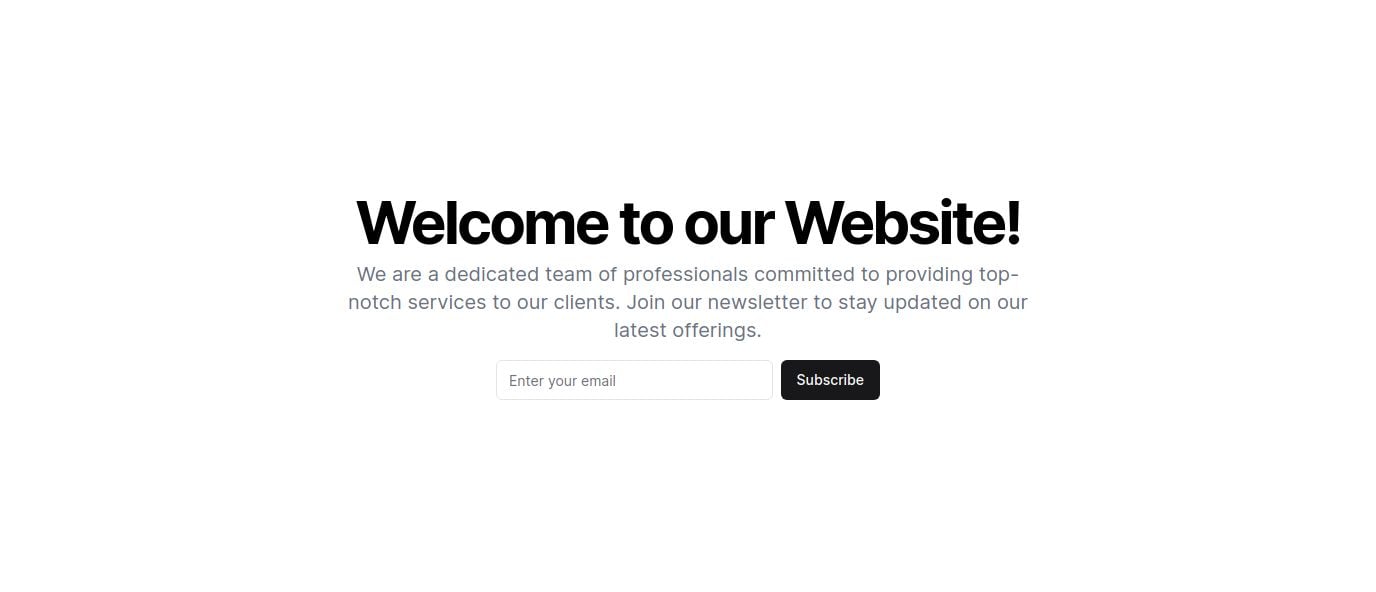 Welcome to our Website!
We are a dedicated team of professionals committed to providing top-
notch services to our clients. Join our newsletter to stay updated on our
latest offerings.
Enter your email
Subscribe